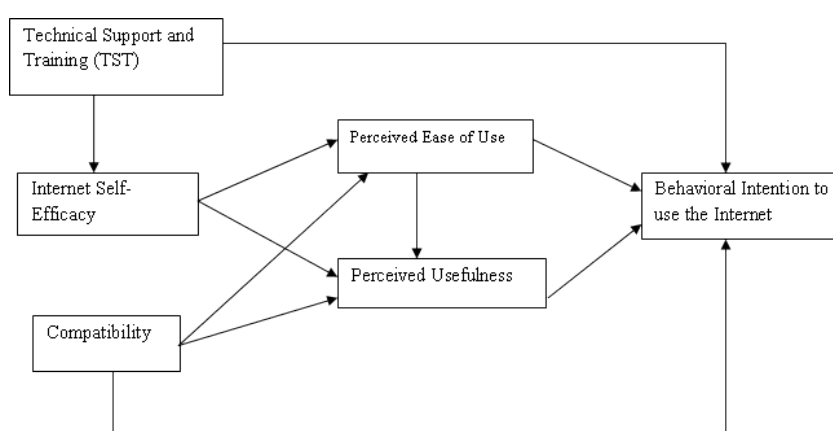 Technical Support and
Training (TST)
Perceived Ease of Use
Internet Self-
Efficacy
Behavioral Intention to
use the Internet
Perceived Usefulness
Compatibility